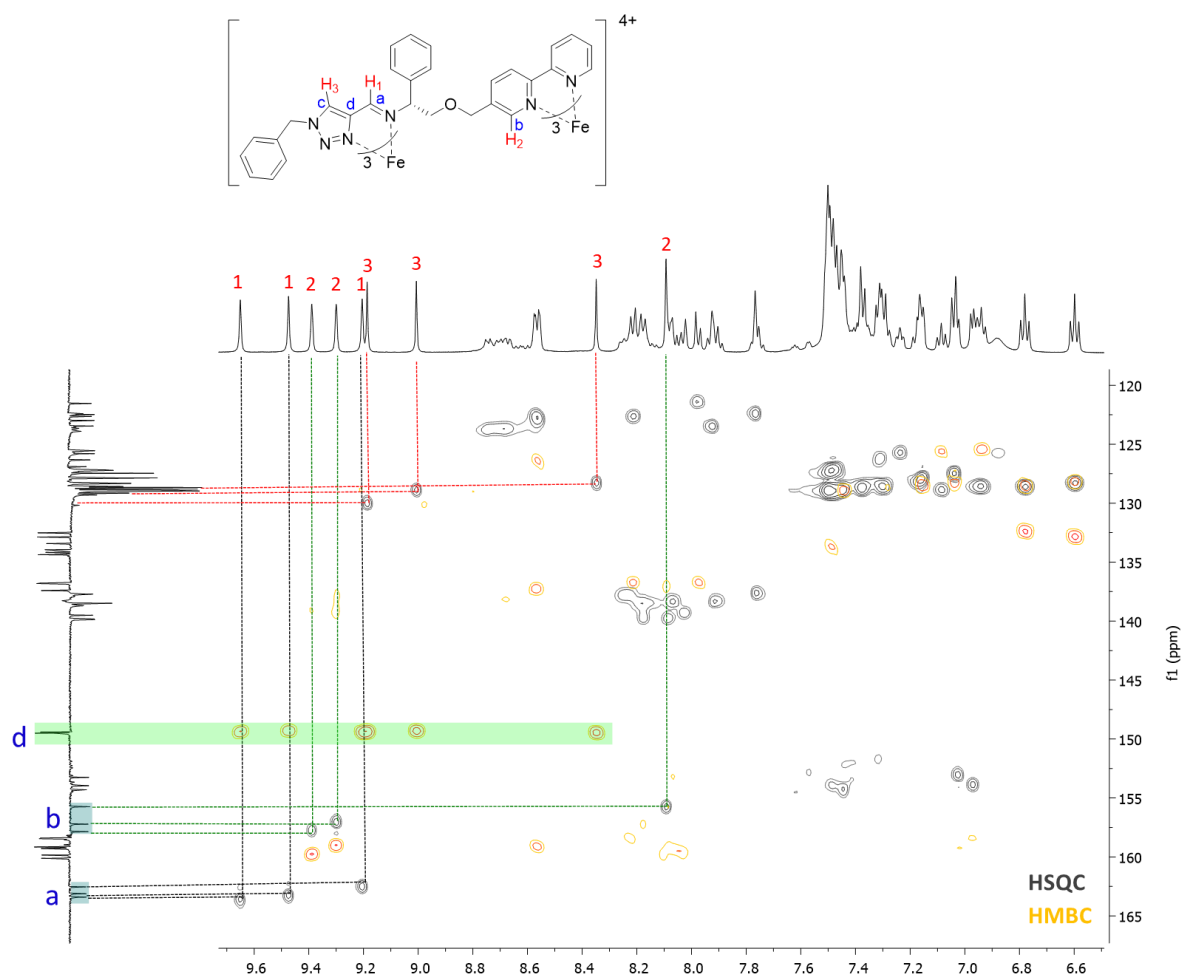 4+
H3 H1
c d a O N N
N N b
N N 3 Fe 3 Fe
H2
1 1 2 2 1 3 3 3 2
120
125
130
135
140
145
150
155
160
165
f1 (ppm)
d
b
a
HSQC
HMBC
9.6 9.4 9.2 9.0 8.8 8.6 8.4 8.2 8.0 7.8 7.6 7.4 7.2 7.0 6.8 6.6